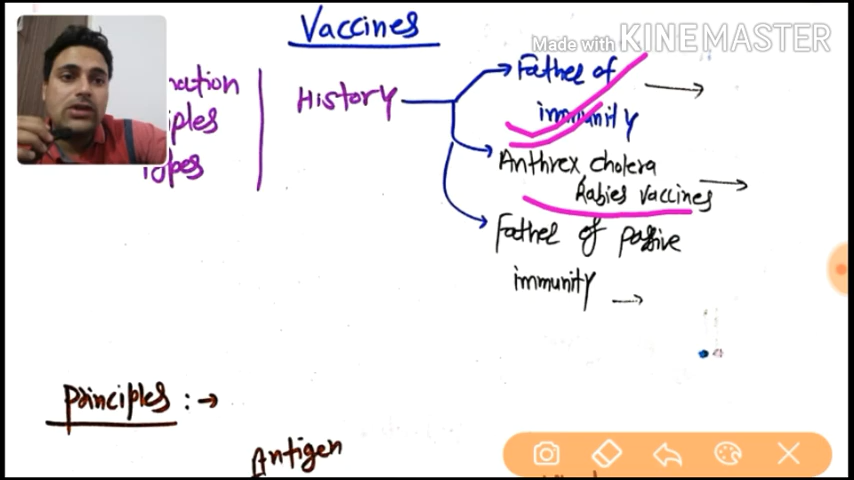 Vaccines
Made with KINEMASTER
History
Father of
immunity
Anthrex cholera
Rabies vaccines
Father of passive
immunity
Principles :→
Antigen